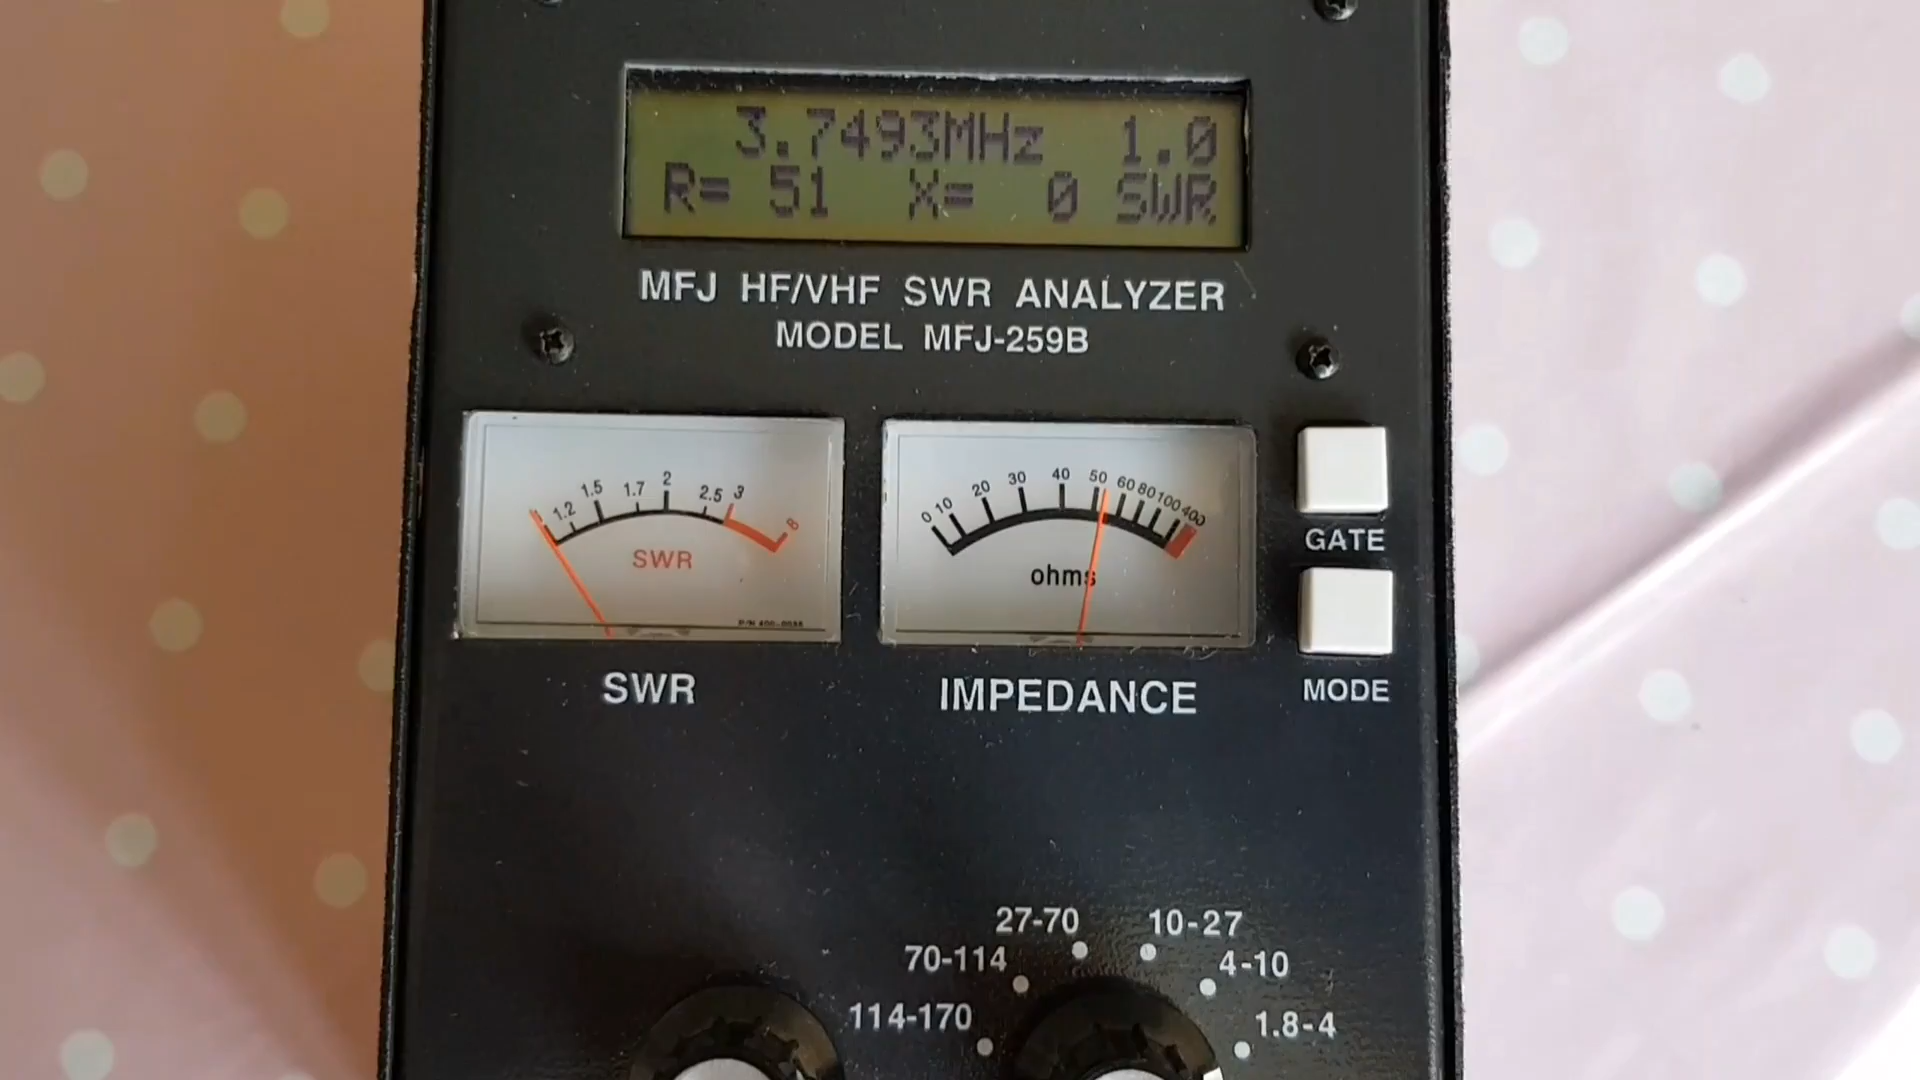 3.7493MHz 1.0
R= 51 X= 0 SWR
MFJ HF/VHF SWR ANALYZER
MODEL MFJ-259B
1.2 1.5 1.7 2 2.5 3
SWR
0 10 20 30 40 50 60 80 100 400
ohms
GATE
MODE
SWR
IMPEDANCE
27-70
10-27
70-114
4-10
114-170
1.8-4